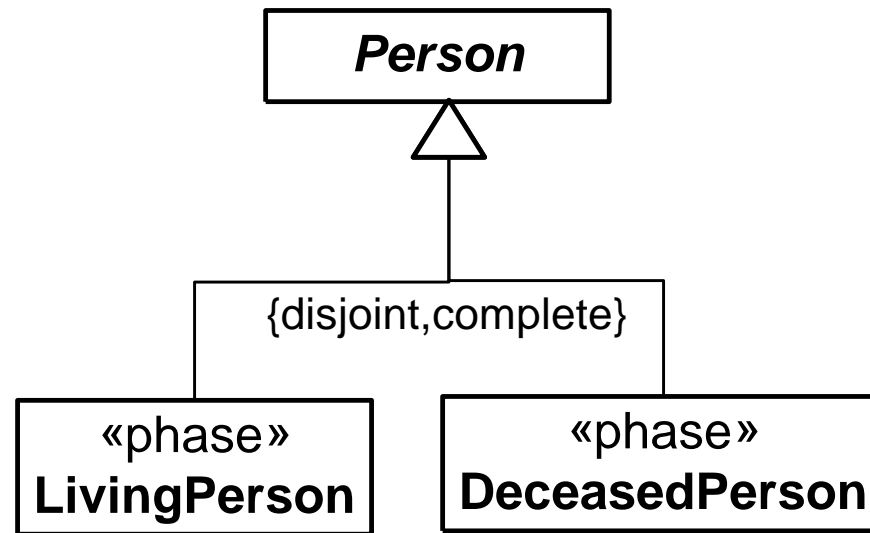 Person
{disjoint,complete}
«phase»
LivingPerson
«phase»
DeceasedPerson